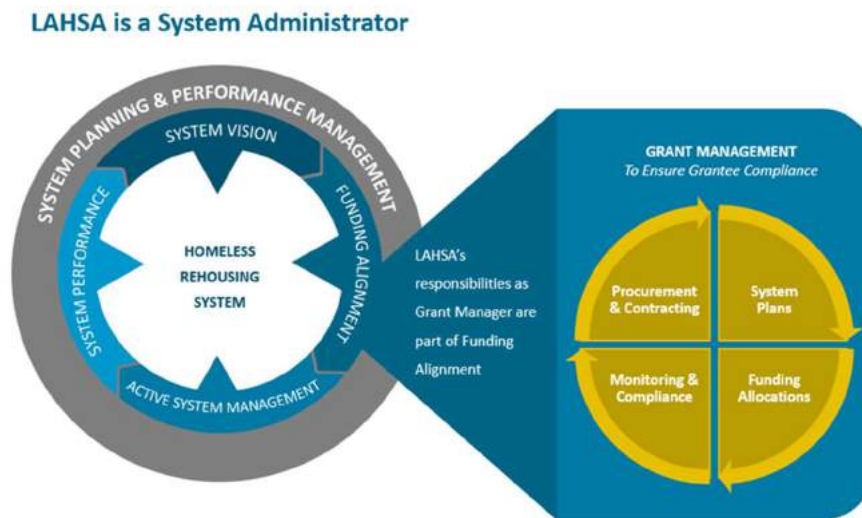 LAHSA is a System Administrator
SYSTEM PLANNING & PERFORMANCE MANAGEMENT
SYSTEM VISION
FUNDING ALIGNMENT
ACTIVE SYSTEM MANAGEMENT
SYSTEM PERFORMANCE
HOMELESS
REHOUSING
SYSTEM
LAHSA's
responsibilities as
Grant Manager are
part of Funding
Alignment
GRANT MANAGEMENT
To Ensure Grantee Compliance
Procurement
& Contracting
System
Plans
Monitoring &
Compliance
Funding
Allocations